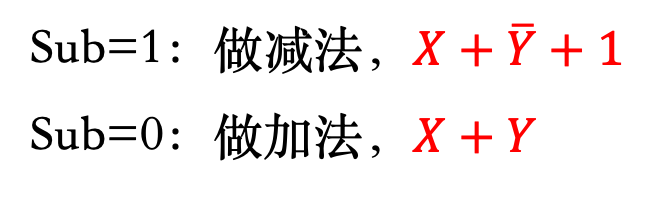 Sub=1：做减法，X + Ȳ + 1
Sub=0：做加法，X + Y